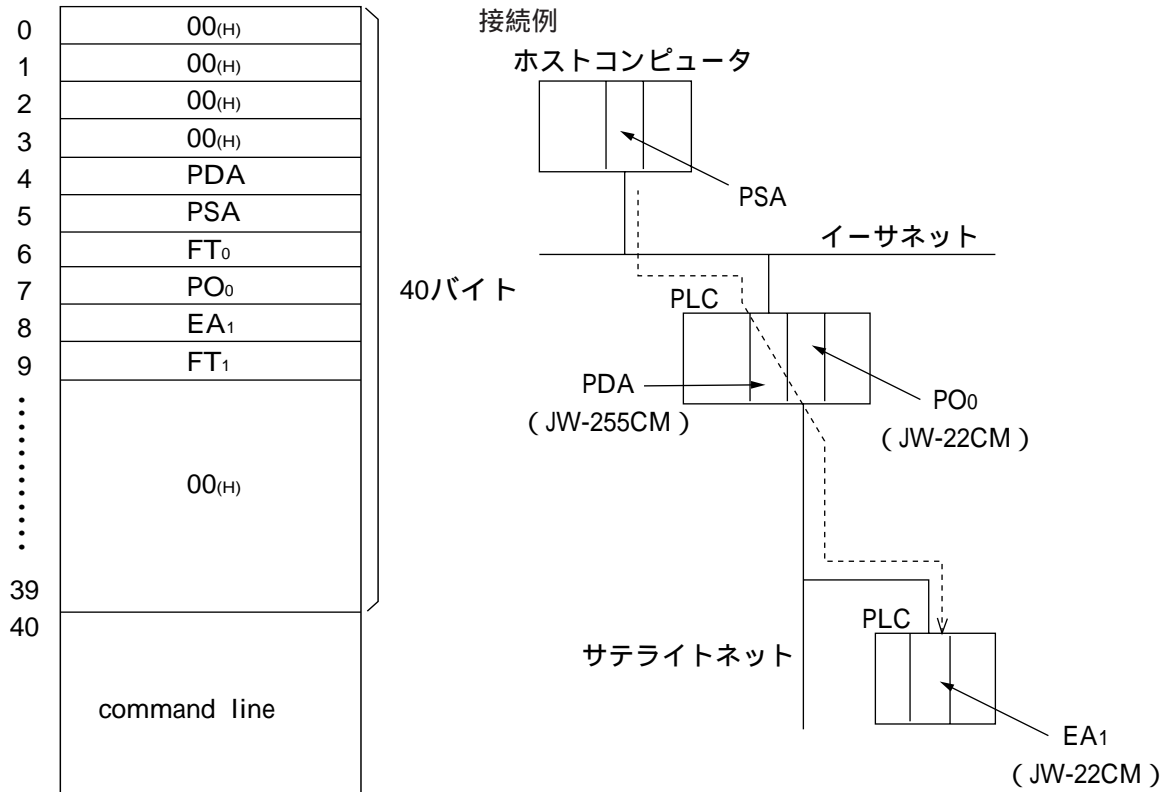 0 00(H)
1 00(H)
2 00(H)
3 00(H)
4 PDA
5 PSA
6 FT0
7 PO0
8 EA1
9 FT1
00(H)
39
40
command line
40バイト
接続例
ホストコンピュータ
PSA
イーサネット
PLC
PDA
(JW-255CM)
PO0
(JW-22CM)
サテライトネット
PLC
EA1
(JW-22CM)